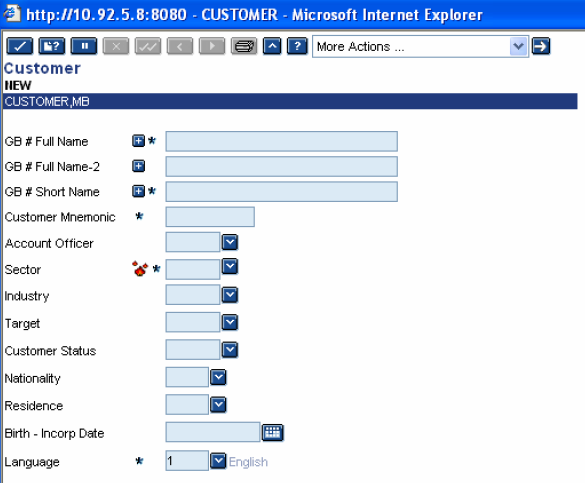 http://10.92.5.8:8080 - CUSTOMER - Microsoft Internet Explorer
More Actions ...
Customer
NEW
CUSTOMER,MB
GB # Full Name *
GB # Full Name-2
GB # Short Name *
Customer Mnemonic *
Account Officer
Sector *
Industry
Target
Customer Status
Nationality
Residence
Birth - Incorp Date
Language * 1 English